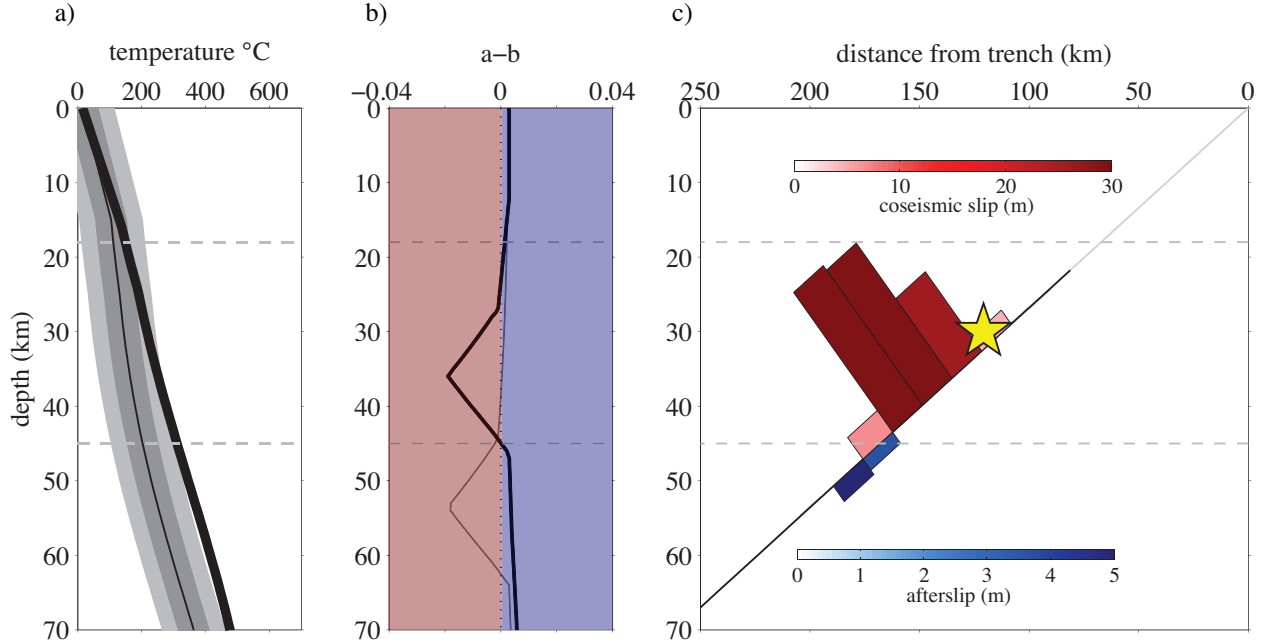 a)
b)
c)
temperature °C
a−b
distance from trench (km)
0 200 400 600
−0.04 0 0.04
250 200 150 100 50 0
0 0 0
10 10 10
20 20 20
30 30 30
40 40 40
50 50 50
60 60 60
70 70 70
depth (km)
0 10 20 30
coseismic slip (m)
0 1 2 3 4 5
afterslip (m)